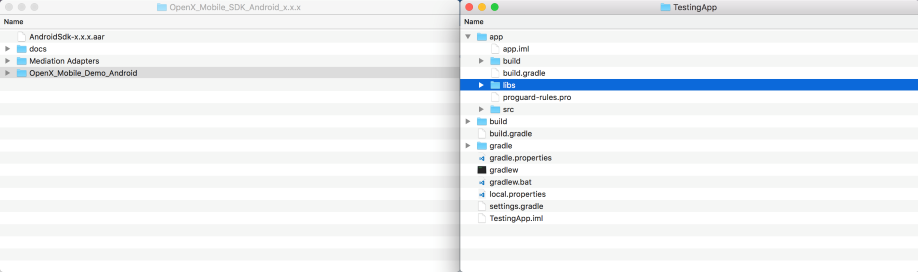 OpenX_Mobile_SDK_Android_x.x.x
Name
AndroidSdk-x.x.x.aar
docs
Mediation Adapters
OpenX_Mobile_Demo_Android
TestingApp
Name
app
app.iml
build
build.gradle
libs
proguard-rules.pro
src
build
build.gradle
gradle
gradle.properties
gradlew
gradlew.bat
local.properties
settings.gradle
TestingApp.iml